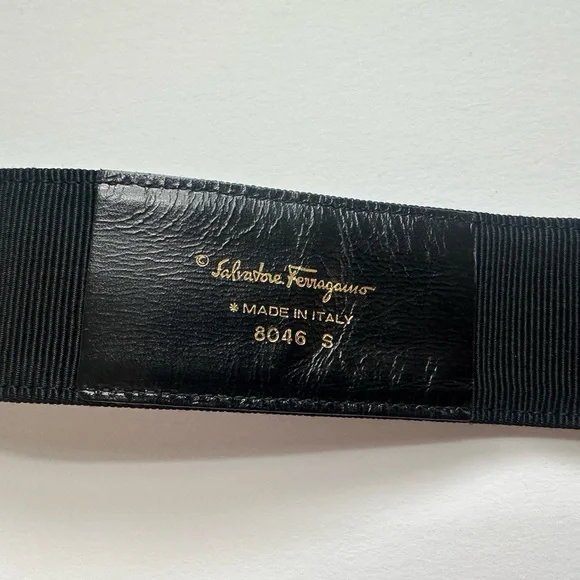 © Salvatore Ferragamo
* MADE IN ITALY
8046 S